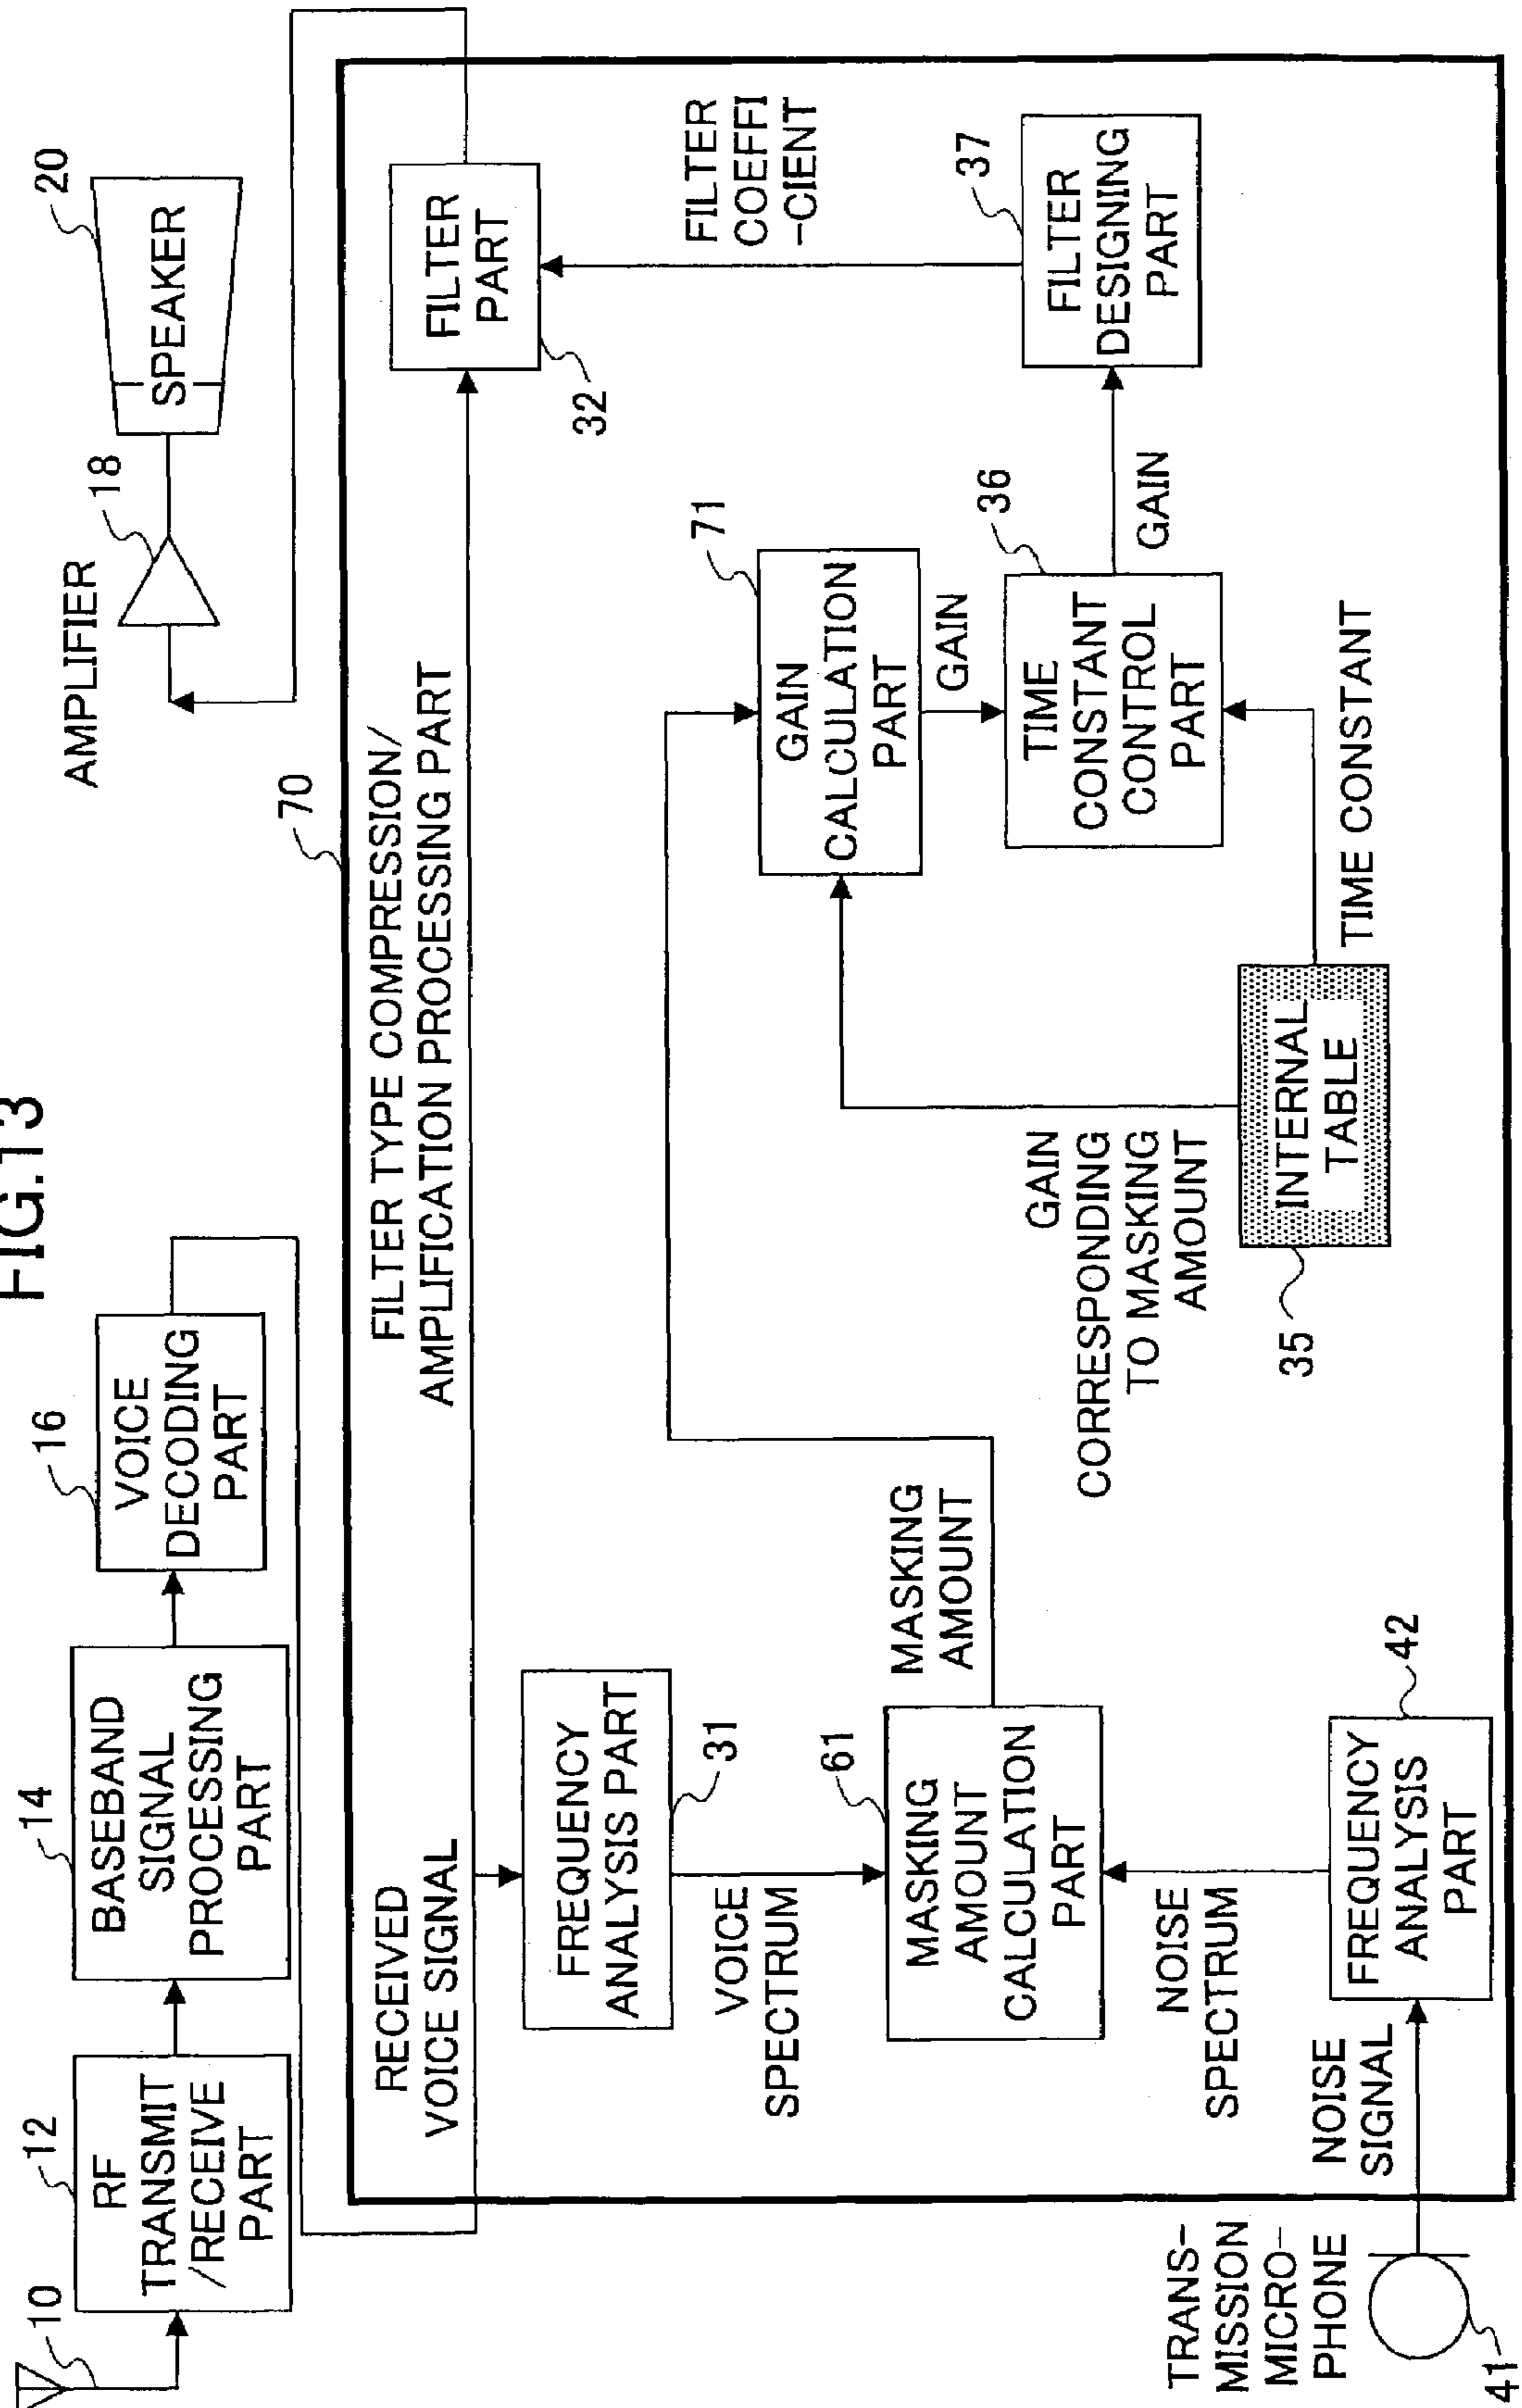 FIG.13
10
12
RF
TRANSMIT
/RECEIVE
PART
14
BASEBAND
SIGNAL
PROCESSING
PART
16
VOICE
DECODING
PART
AMPLIFIER
18
20
SPEAKER
70
FILTER TYPE COMPRESSION/
AMPLIFICATION PROCESSING PART
RECEIVED
VOICE SIGNAL
FILTER
PART
32
FREQUENCY
ANALYSIS PART
31
VOICE
SPECTRUM
61
MASKING
AMOUNT
CALCULATION
PART
MASKING
AMOUNT
NOISE
SPECTRUM
FREQUENCY
ANALYSIS
PART
42
NOISE
SIGNAL
TRANS-
MISSION
MICRO-
PHONE
41
GAIN
CORRESPONDING
TO MASKING
AMOUNT
INTERNAL
TABLE
35
TIME CONSTANT
71
GAIN
CALCULATION
PART
GAIN
36
TIME
CONSTANT
CONTROL
PART
GAIN
37
FILTER
DESIGNING
PART
FILTER
COEFFI
-CIENT